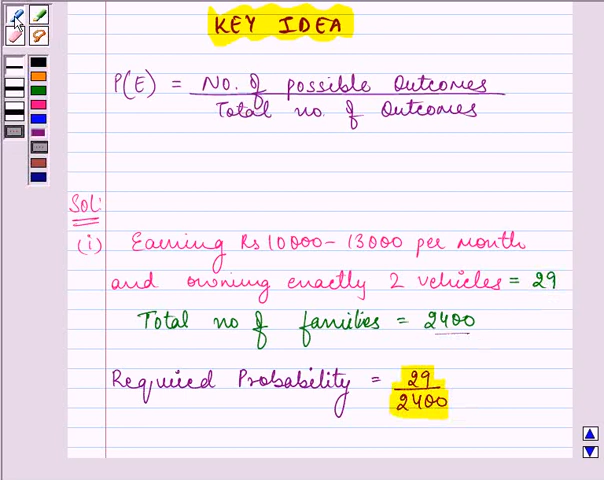 KEY IDEA
P(E) = No. of possible Outcomes
Total no. of Outcomes
Sol:
(i) Earning Rs 10000 - 13000 per month
and owning exactly 2 vehicles = 29
Total no of families = 2400
Required Probability = 29
2400